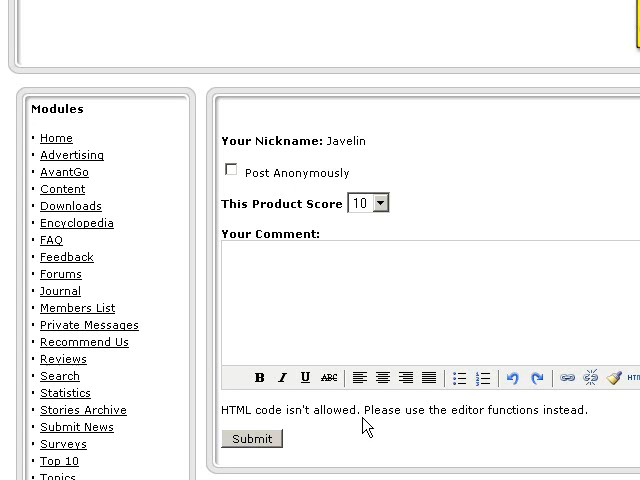 Modules
· Home
· Advertising
· AvantGo
· Content
· Downloads
· Encyclopedia
· FAQ
· Feedback
· Forums
· Journal
· Members List
· Private Messages
· Recommend Us
· Reviews
· Search
· Statistics
· Stories Archive
· Submit News
· Surveys
· Top 10
· Topics
Your Nickname: Javelin
Post Anonymously
This Product Score 10
Your Comment:
B I U ABC HTM
HTML code isn't allowed. Please use the editor functions instead.
Submit